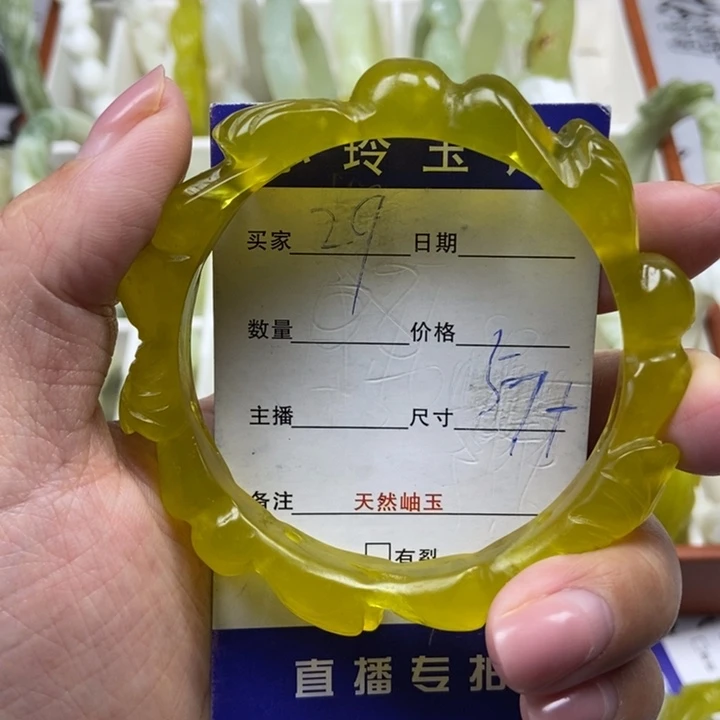 玲玉
买家 29 日期
数量 价格
主播 尺寸 57+
备注 天然岫玉
□有裂
直播专拍